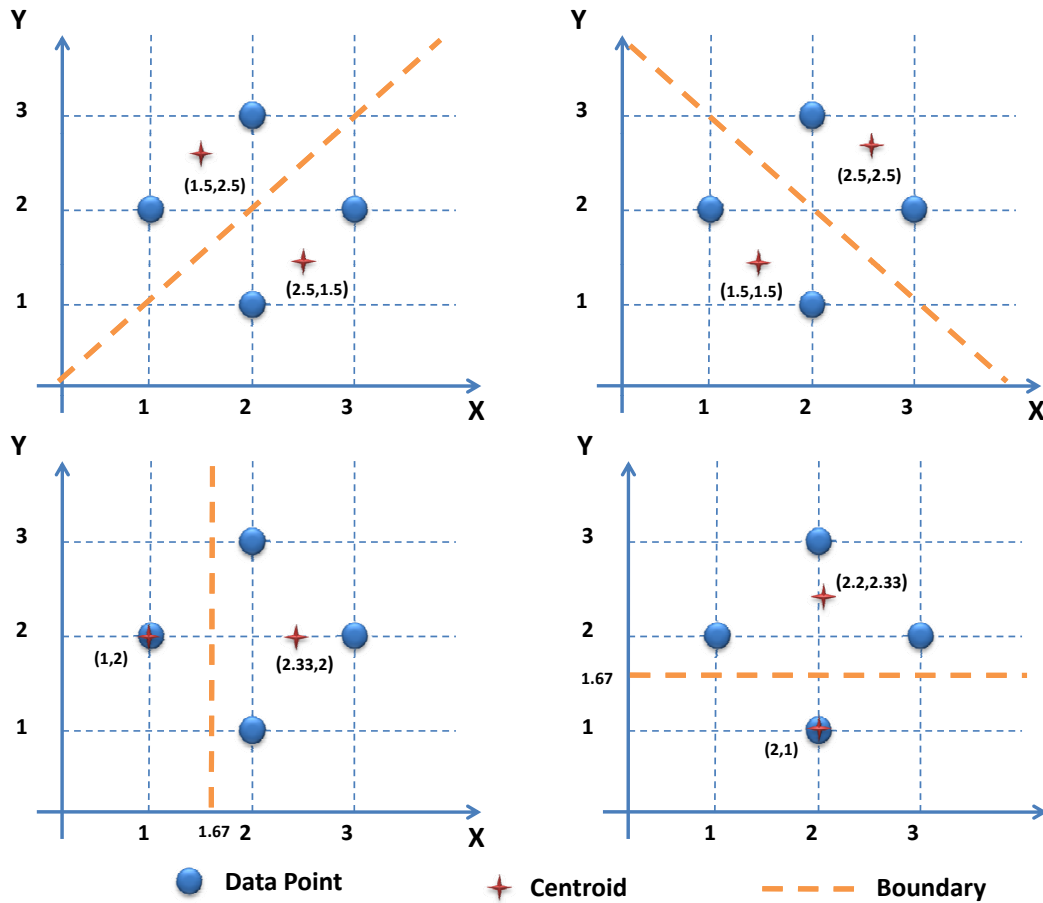 Y
3
(1.5,2.5)
2
(2.5,1.5)
1
1 2 3
X
Y
3
(2.5,2.5)
2
(1.5,1.5)
1
1 2 3
X
Y
3
2
(1,2) (2.33,2)
1
1 1.67 2 3
X
Y
3
(2.2,2.33)
2
1.67
1
(2,1)
1 2 3
X
Data Point Centroid Boundary